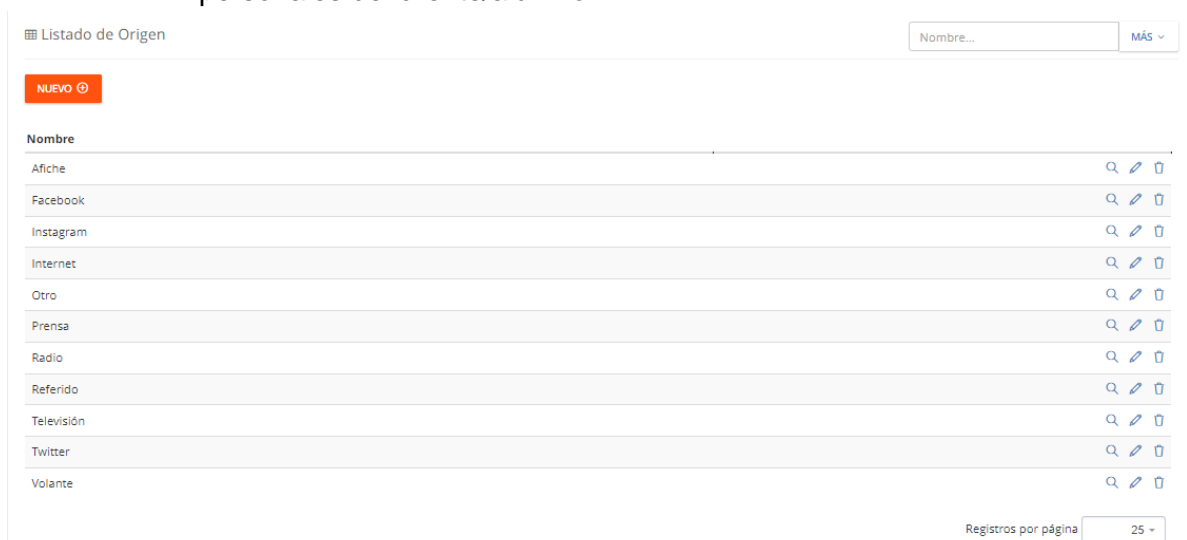 Listado de Origen
Nombre...
MÁS
NUEVO
Nombre
Afiche
Facebook
Instagram
Internet
Otro
Prensa
Radio
Referido
Televisión
Twitter
Volante
Registros por página 25